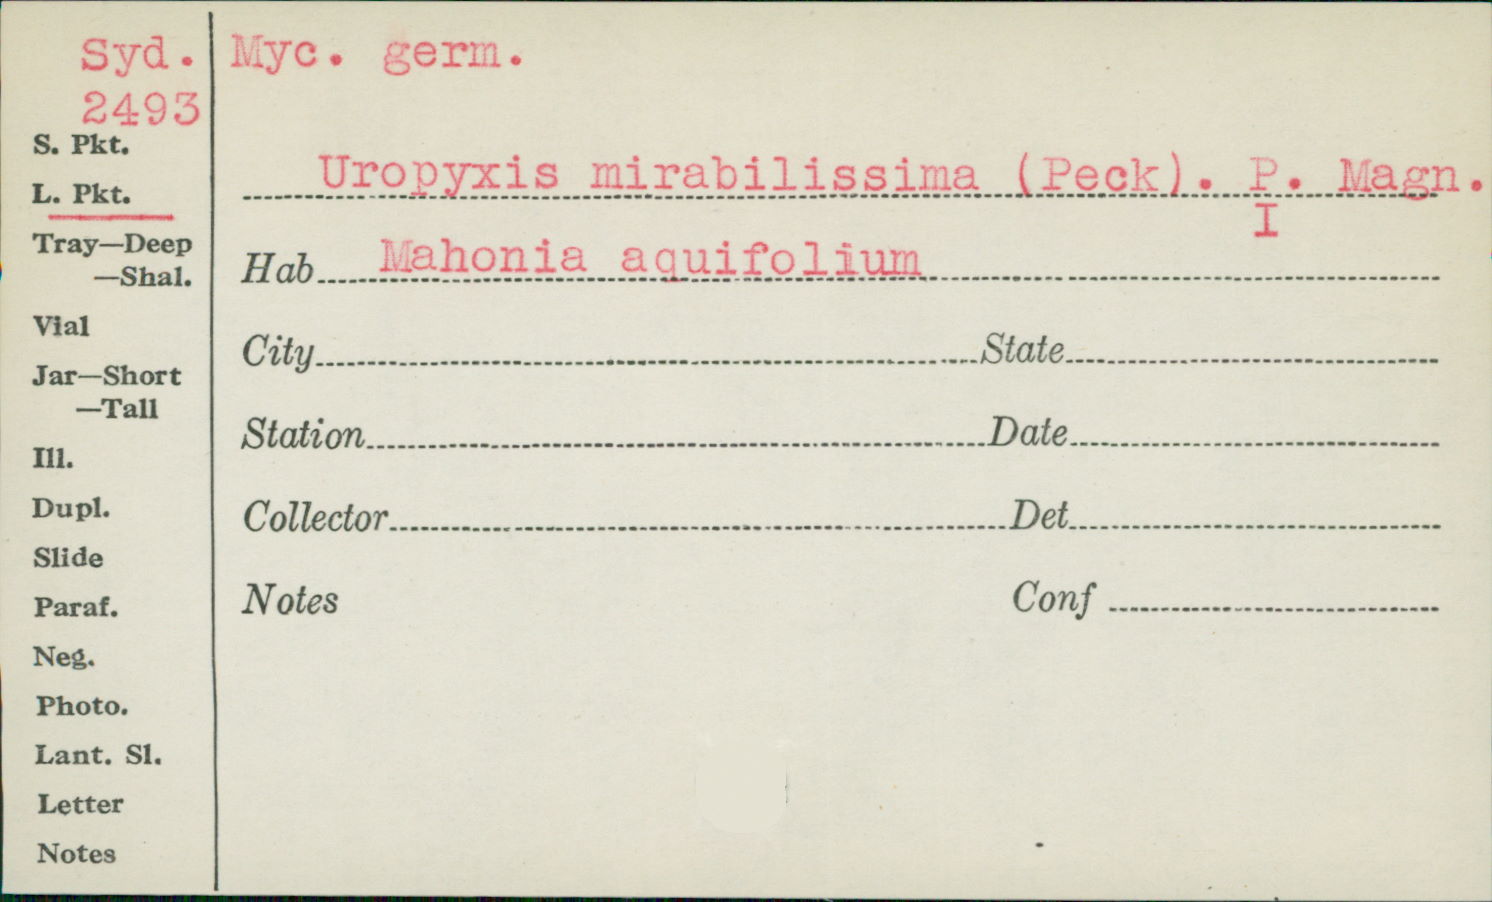 Syd. Myc. germ.
2493
S. Pkt.
Uropyxis mirabilissima (Peck). P. Magn.
L. Pkt.
I
Tray—Deep
—Shal.
Hab Mahonia aquifolium
Vial
City State
Jar—Short
—Tall
Station Date
Ill.
Dupl.
Collector Det
Slide
Paraf.
Notes Conf
Neg.
Photo.
Lant. Sl.
Letter
Notes